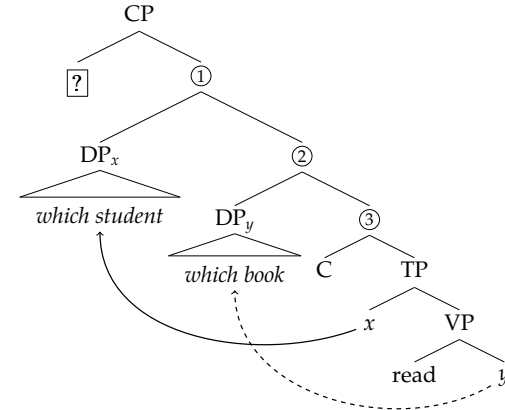 CP
?
①
DPx
②
which student
DPy
③
which book
C
TP
x
VP
read
y